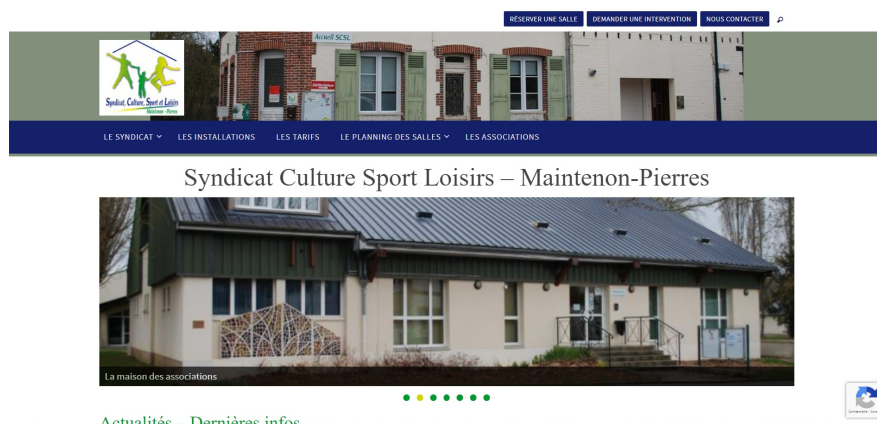 RÉSERVER UNE SALLE
DEMANDER UNE INTERVENTION
NOUS CONTACTER
Accueil SCSL
Syndicat, Culture, Sport et Loisirs
Maintenon - Pierres
LE SYNDICAT
LES INSTALLATIONS
LES TARIFS
LE PLANNING DES SALLES
LES ASSOCIATIONS
Syndicat Culture Sport Loisirs – Maintenon-Pierres
La maison des associations
Actualités – Dernières infos